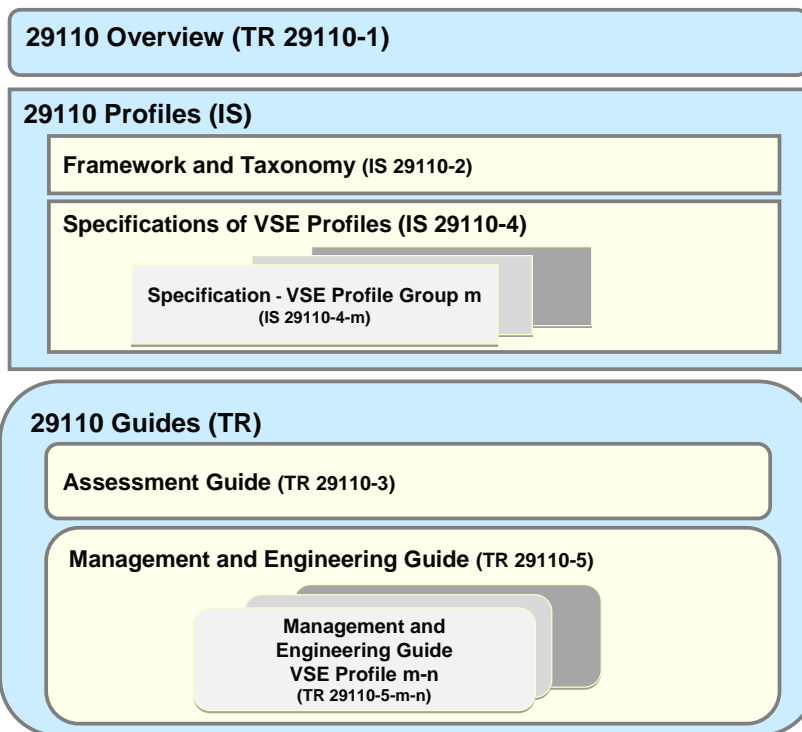 29110 Overview (TR 29110-1)
29110 Profiles (IS)
Framework and Taxonomy (IS 29110-2)
Specifications of VSE Profiles (IS 29110-4)
Specification - VSE Profile Group m
(IS 29110-4-m)
29110 Guides (TR)
Assessment Guide (TR 29110-3)
Management and Engineering Guide (TR 29110-5)
Management and
Engineering Guide
VSE Profile m-n
(TR 29110-5-m-n)